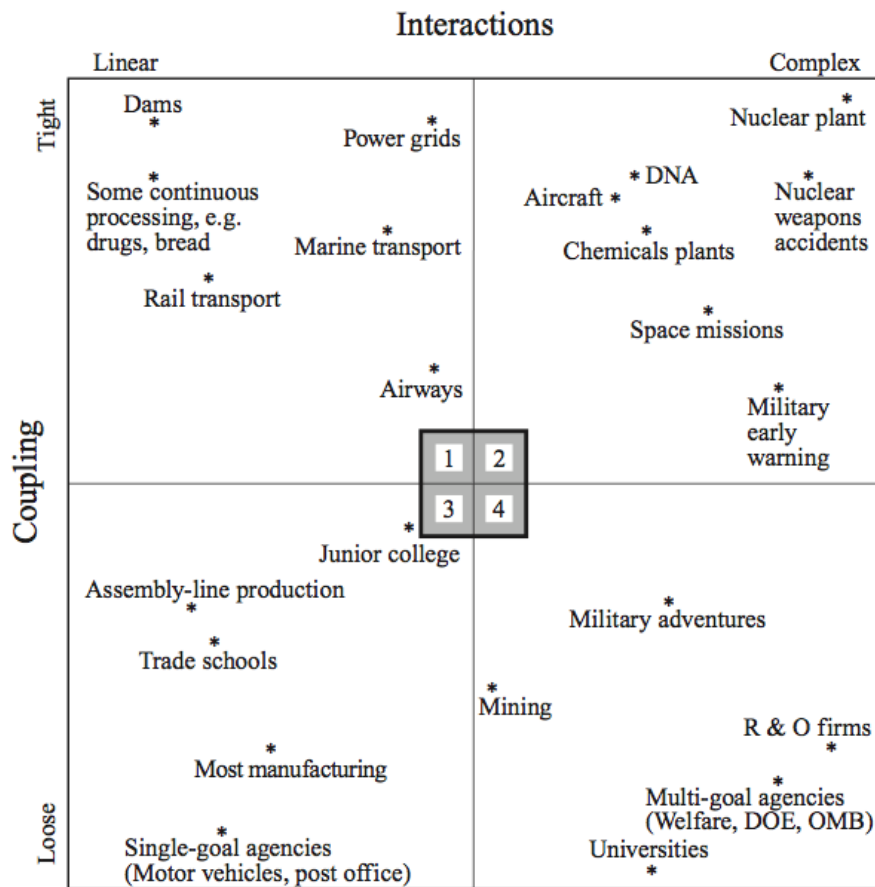 Interactions
Linear
Complex
Tight
Coupling
Loose
Dams
*
Power grids
*
Some continuous
processing, e.g.
drugs, bread
*
Marine transport
*
Rail transport
*
Airways
*
Nuclear plant
*
* DNA
Aircraft *
Nuclear
weapons
accidents
*
Chemicals plants
*
Space missions
*
Military
early
warning
*
1 2
3 4
Junior college
*
Assembly-line production
*
Trade schools
*
Most manufacturing
*
Single-goal agencies
(Motor vehicles, post office)
*
Military adventures
*
Mining
*
R & O firms
*
Multi-goal agencies
(Welfare, DOE, OMB)
*
Universities
*